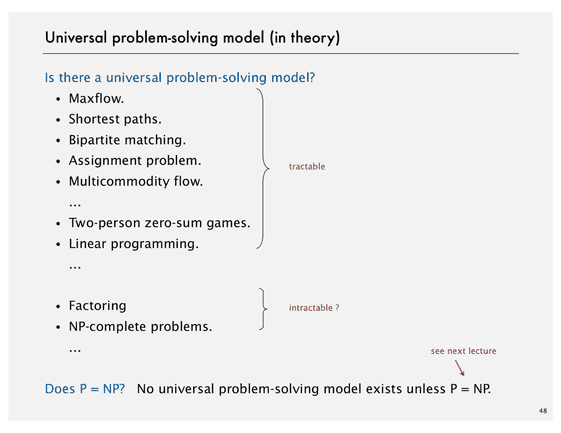 Universal problem-solving model (in theory)
Is there a universal problem-solving model?
• Maxflow.
• Shortest paths.
• Bipartite matching.
• Assignment problem.
• Multicommodity flow.
…
• Two-person zero-sum games.
• Linear programming.
…
tractable
• Factoring
• NP-complete problems.
…
intractable ?
see next lecture
Does P = NP? No universal problem-solving model exists unless P = NP.
48